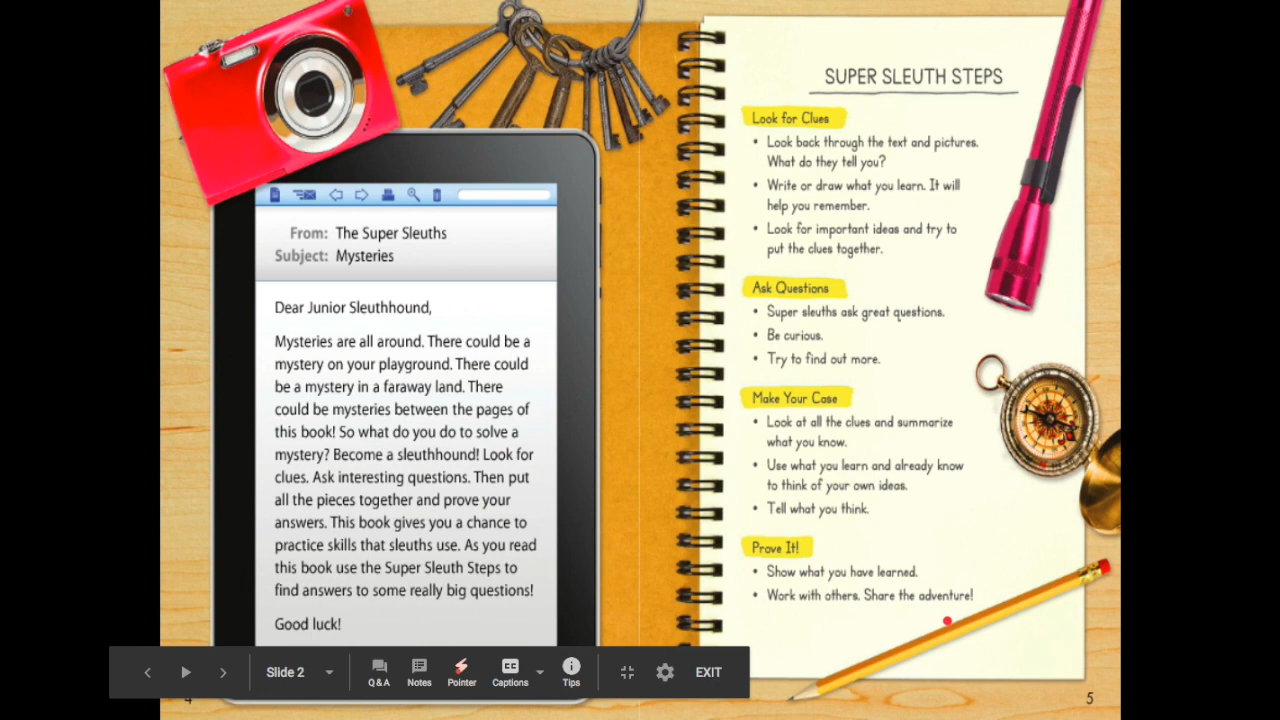 From: The Super Sleuths
Subject: Mysteries
Dear Junior Sleuthhound,
Mysteries are all around. There could be a
mystery on your playground. There could
be a mystery in a faraway land. There
could be mysteries between the pages of
this book! So what do you do to solve a
mystery? Become a sleuthhound! Look for
clues. Ask interesting questions. Then put
all the pieces together and prove your
answers. This book gives you a chance to
practice skills that sleuths use. As you read
this book use the Super Sleuth Steps to
find answers to some really big questions!
Good luck!
SUPER SLEUTH STEPS
Look for Clues
• Look back through the text and pictures.
What do they tell you?
• Write or draw what you learn. It will
help you remember.
• Look for important ideas and try to
put the clues together.
Ask Questions
• Super sleuths ask great questions.
• Be curious.
• Try to find out more.
Make Your Case
• Look at all the clues and summarize
what you know.
• Use what you learn and already know
to think of your own ideas.
• Tell what you think.
Prove It!
• Show what you have learned.
• Work with others. Share the adventure!
Slide 2
Q&A
Notes
Pointer
CC
Captions
Tips
EXIT
4
5